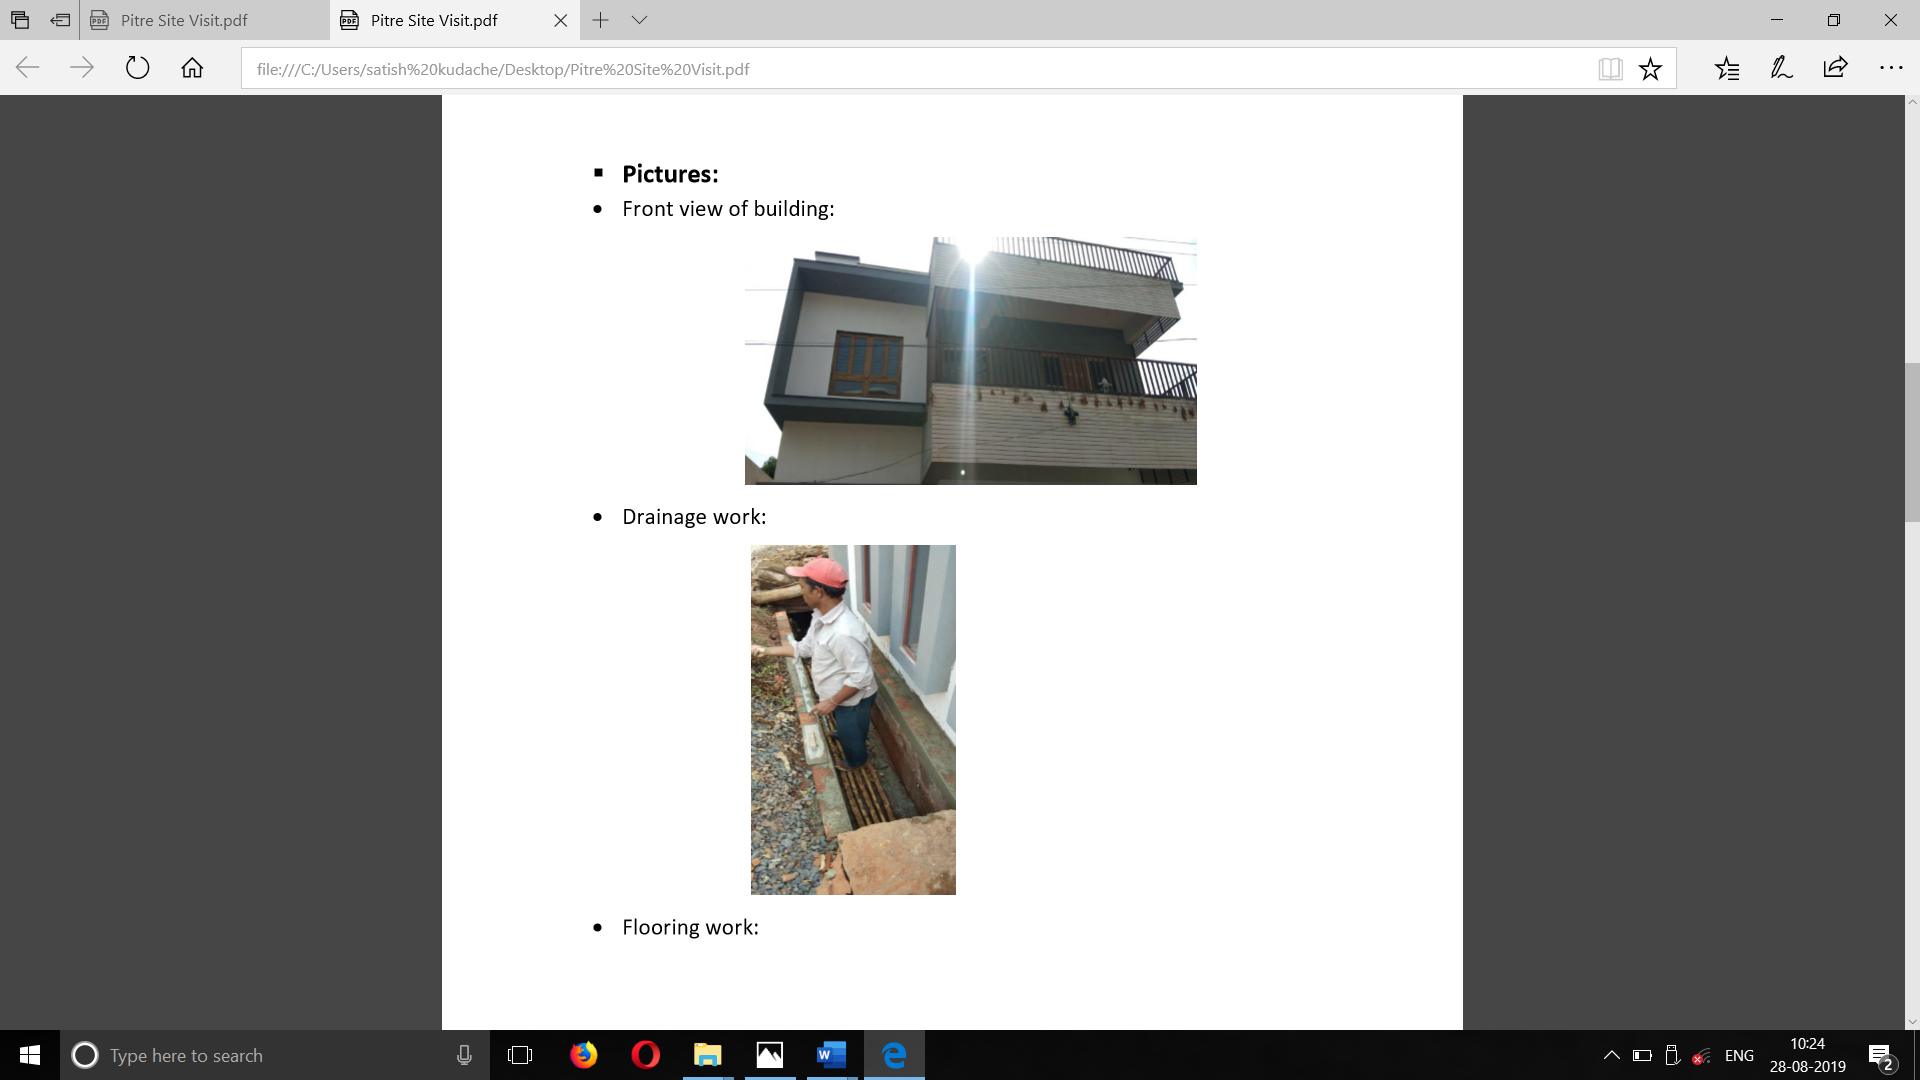 Pitre Site Visit.pdf
Pitre Site Visit.pdf
file:///C:/Users/satish%20kudache/Desktop/Pitre%20Site%20Visit.pdf
Pictures:
Front view of building:
Drainage work:
Flooring work:
Type here to search
ENG
10:24
28-08-2019
2